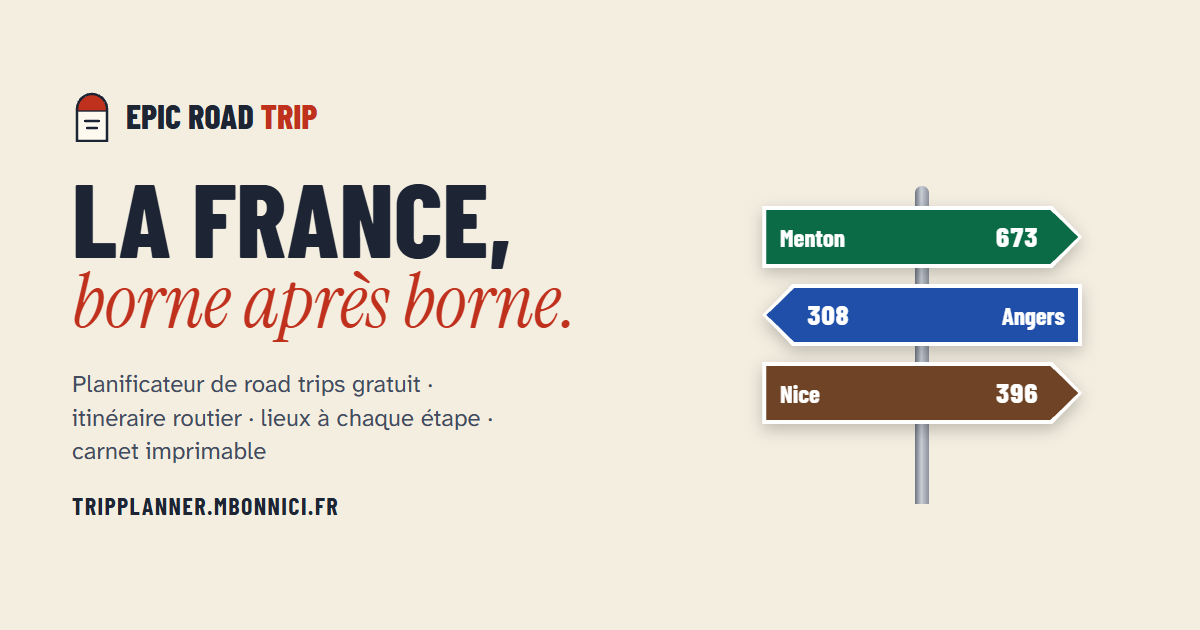 EPIC ROAD TRIP
LA FRANCE,
borne après borne.
Planificateur de road trips gratuit ·
itinéraire routier · lieux à chaque étape ·
carnet imprimable
TRIPPLANNER.MBONNICI.FR
Menton 673
308 Angers
Nice 396